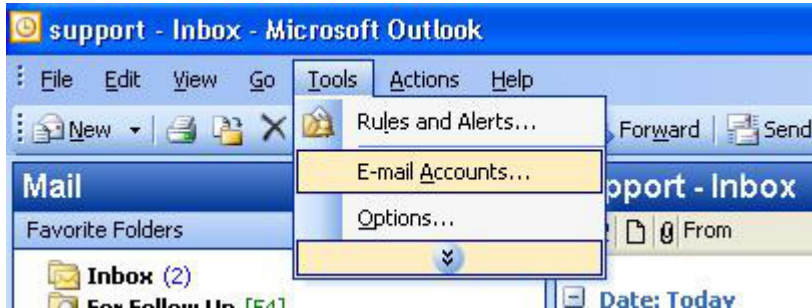 support - Inbox - Microsoft Outlook
File Edit View Go Tools Actions Help
New Rules and Alerts... Forward Send
Mail E-mail Accounts... pport - Inbox
Favorite Folders Options... From
Inbox (2)
For Follow Up [54] Date: Today